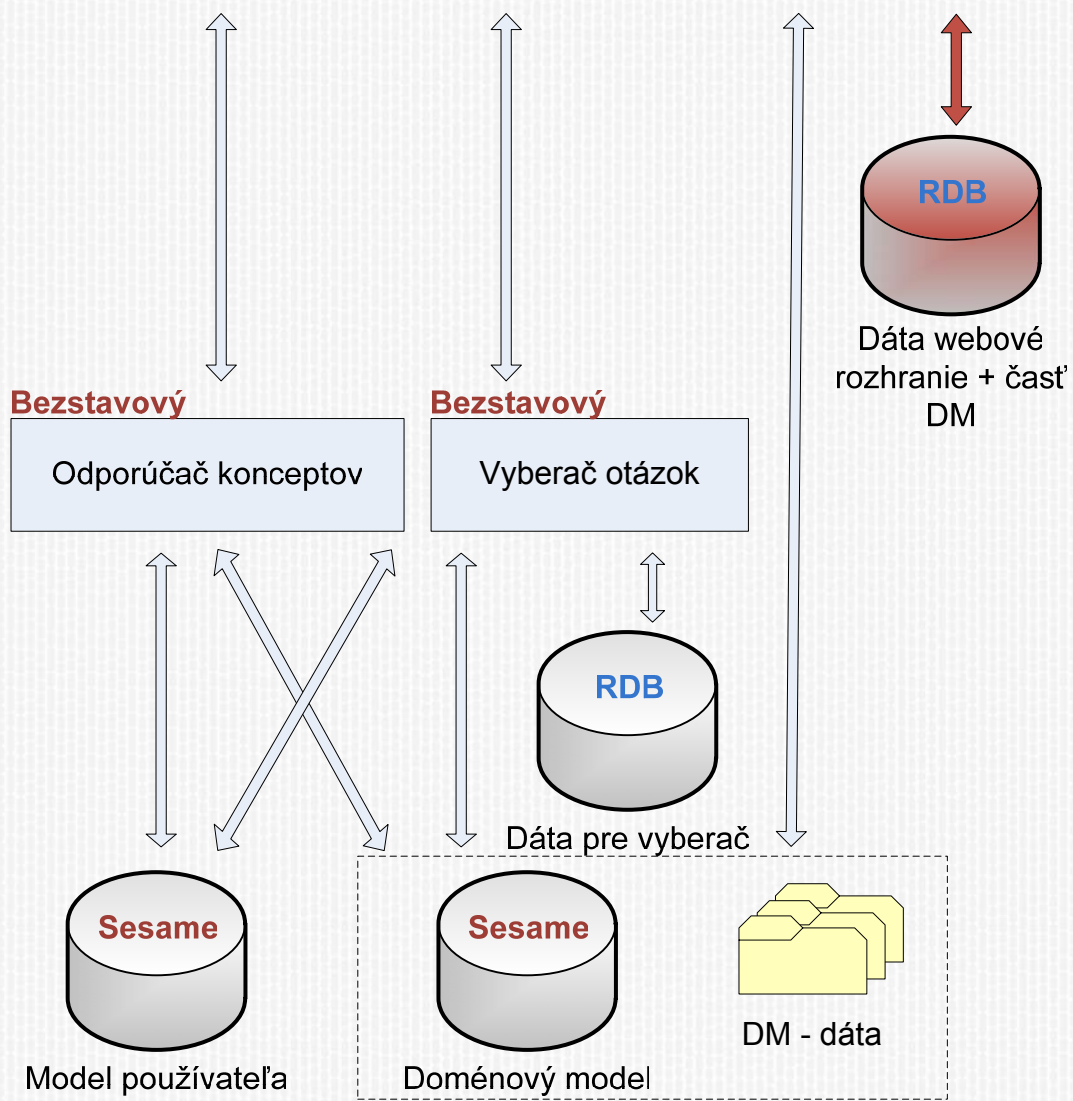 RDB
Dáta webové
rozhranie + časť
DM
Bezstavový
Bezstavový
Odporúčač konceptov
Vyberač otázok
RDB
Dáta pre vyberač
Sesame
Sesame
DM - dáta
Model používateľa
Doménový model